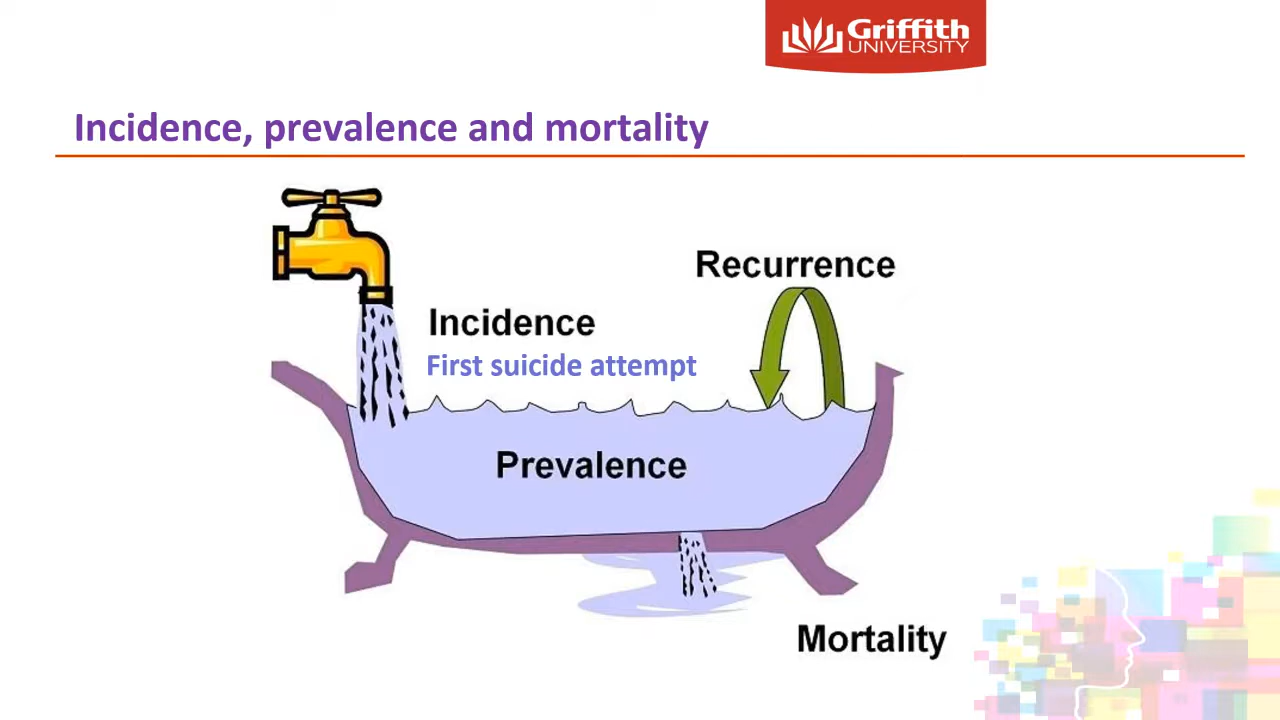 Griffith
UNIVERSITY
Incidence, prevalence and mortality
Recurrence
Incidence
First suicide attempt
Prevalence
Mortality